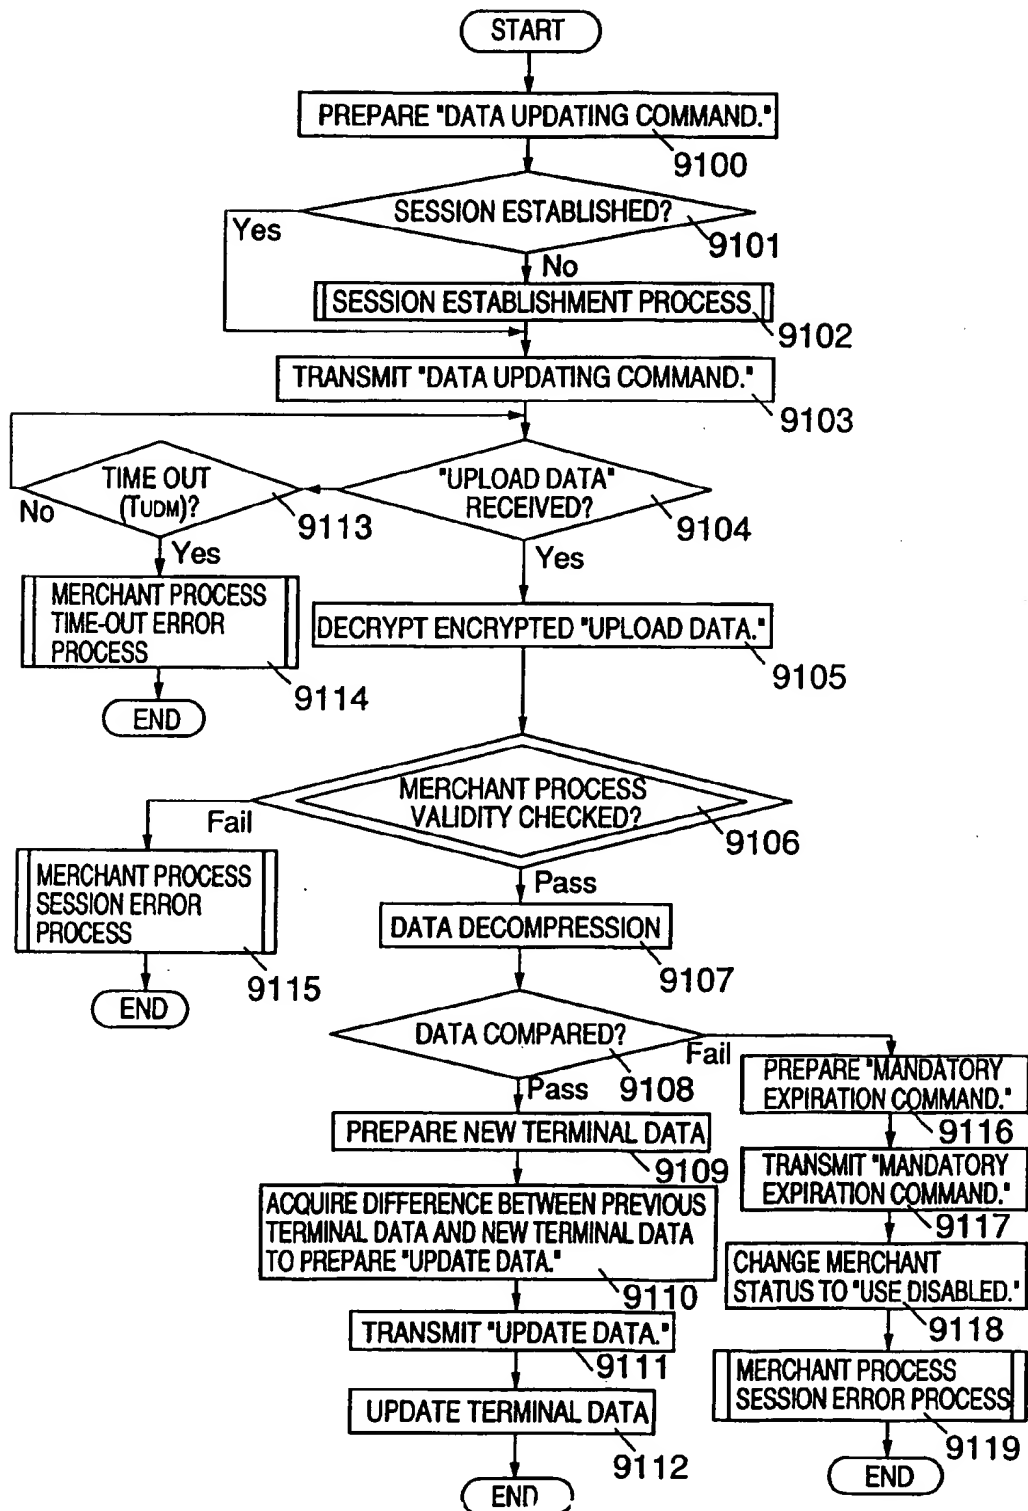 START
PREPARE "DATA UPDATING COMMAND."
9100
SESSION ESTABLISHED?
9101
Yes
No
SESSION ESTABLISHMENT PROCESS
9102
TRANSMIT "DATA UPDATING COMMAND."
9103
TIME OUT
(TUDM)?
9113
No
Yes
"UPLOAD DATA"
RECEIVED?
9104
Yes
MERCHANT PROCESS
TIME-OUT ERROR
PROCESS
9114
END
DECRYPT ENCRYPTED "UPLOAD DATA."
9105
MERCHANT PROCESS
VALIDITY CHECKED?
9106
Fail
Pass
MERCHANT PROCESS
SESSION ERROR
PROCESS
9115
END
DATA DECOMPRESSION
9107
DATA COMPARED?
9108
Fail
Pass
PREPARE NEW TERMINAL DATA
9109
ACQUIRE DIFFERENCE BETWEEN PREVIOUS
TERMINAL DATA AND NEW TERMINAL DATA
TO PREPARE "UPDATE DATA."
9110
TRANSMIT "UPDATE DATA."
9111
UPDATE TERMINAL DATA
9112
END
PREPARE "MANDATORY
EXPIRATION COMMAND."
9116
TRANSMIT "MANDATORY
EXPIRATION COMMAND."
9117
CHANGE MERCHANT
STATUS TO "USE DISABLED."
9118
MERCHANT PROCESS
SESSION ERROR PROCESS
9119
END